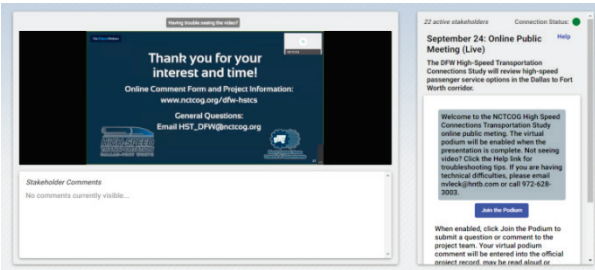 Having trouble seeing the video?
Thank you for your
interest and time!
Online Comment Form and Project Information:
www.nctcog.org/dfw-hstcs
General Questions:
Email HST_DFW@nctcog.org
HIGH-SPEED
TRANSPORTATION
DALLAS-FORT WORTH
Stakeholder Comments
No comments currently visible...
22 active stakeholders
Connection Status:
September 24: Online Public
Meeting (Live)
Help
The DFW High-Speed Transportation
Connections Study will review high-speed
passenger service options in the Dallas to Fort
Worth corridor.
Welcome to the NCTCOG High Speed
Connections Transportation Study
online public meting. The virtual
podium will be enabled when the
presentation is complete. Not seeing
video? Click the Help link for
troubleshooting tips. If you are having
technical difficulties, please email
nvleck@hntb.com or call 972-628-
3003.
Join the Podium
When enabled, click Join the Podium to
submit a question or comment to the
project team. Your virtual podium
comment will be entered into the official
project record, may be read aloud or